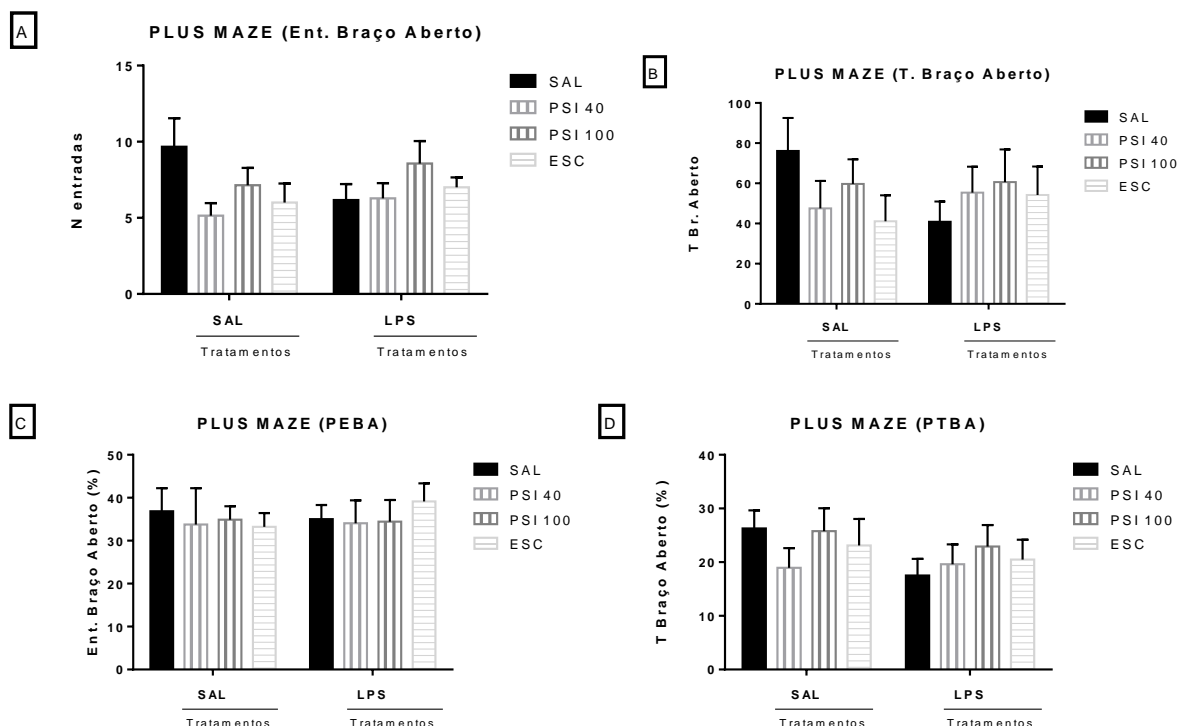 A
PLUS MAZE (Ent. Braço Aberto)
15
10
5
0
N entradas
SAL
LPS
Tratamentos
Tratamentos
SAL
PSI 40
PSI 100
ESC
B
PLUS MAZE (T. Braço Aberto)
100
80
60
40
20
0
T Br. Aberto
SAL
LPS
Tratamentos
Tratamentos
SAL
PSI 40
PSI 100
ESC
C
PLUS MAZE (PEBA)
50
40
30
20
10
0
Ent. Braço Aberto (%)
SAL
LPS
Tratamentos
Tratamentos
SAL
PSI 40
PSI 100
ESC
D
PLUS MAZE (PTBA)
40
30
20
10
0
T Braço Aberto (%)
SAL
LPS
Tratamentos
Tratamentos
SAL
PSI 40
PSI 100
ESC